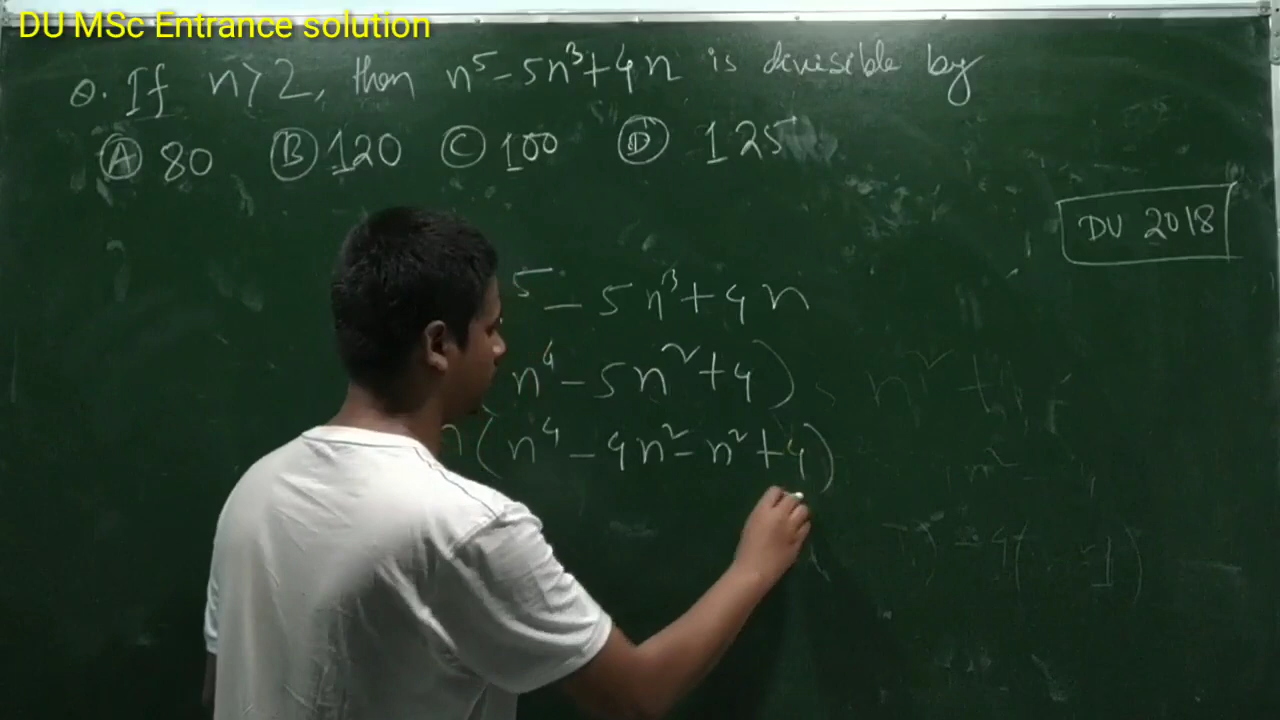 DU MSc Entrance solution
Q. If n>2, then n⁵-5n³+4n is divisible by
Ⓐ 80 Ⓑ 120 Ⓒ 100 Ⓓ 125
DU 2018
⁵-5n³+4n
n⁴-5n²+4)
n(n⁴-4n²-n²+4)